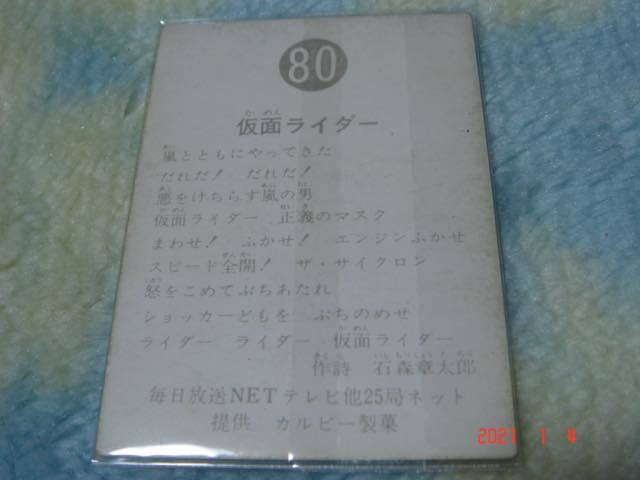 80
仮面ライダー
嵐とともにやってきた
だれだ! だれだ!
悪をけちらす嵐の男
仮面ライダー 正義のマスク
まわせ! ふかせ! エンジンふかせ
スピード全開! ザ・サイクロン
怒をこめてぶちあたれ
ショッカーどもを ぶちのめせ
ライダー ライダー 仮面ライダー
作詩 石森章太郎
毎日放送NETテレビ他25局ネット
提供 カルビー製菓
2021 1 4